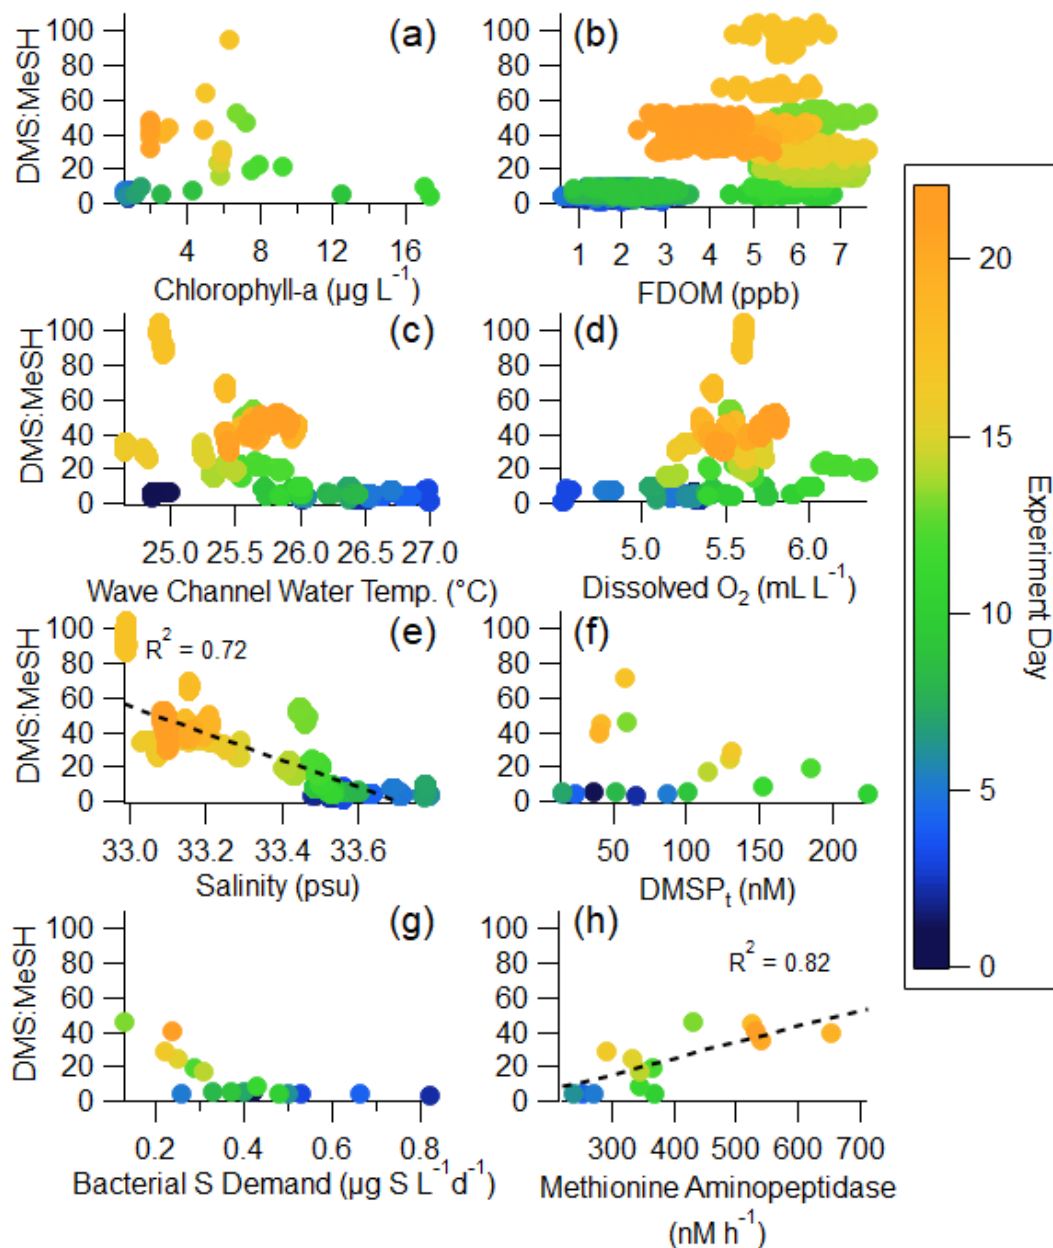 (a)
DMS:MeSH
100
80
60
40
20
0
4 8 12 16
Chlorophyll-a (µg L⁻¹)
(b)
100
80
60
40
20
0
1 2 3 4 5 6 7
FDOM (ppb)
(c)
DMS:MeSH
100
80
60
40
20
0
25.0 25.5 26.0 26.5 27.0
Wave Channel Water Temp. (°C)
(d)
100
80
60
40
20
0
5.0 5.5 6.0
Dissolved O₂ (mL L⁻¹)
(e)
DMS:MeSH
100
80
60
40
20
0
R² = 0.72
33.0 33.2 33.4 33.6
Salinity (psu)
(f)
100
80
60
40
20
0
50 100 150 200
DMSPₜ (nM)
(g)
DMS:MeSH
100
80
60
40
20
0
0.2 0.4 0.6 0.8
Bacterial S Demand (µg S L⁻¹d⁻¹)
(h)
100
80
60
40
20
0
R² = 0.82
300 400 500 600 700
Methionine Aminopeptidase
(nM h⁻¹)
20
15
10
5
0
Experiment Day